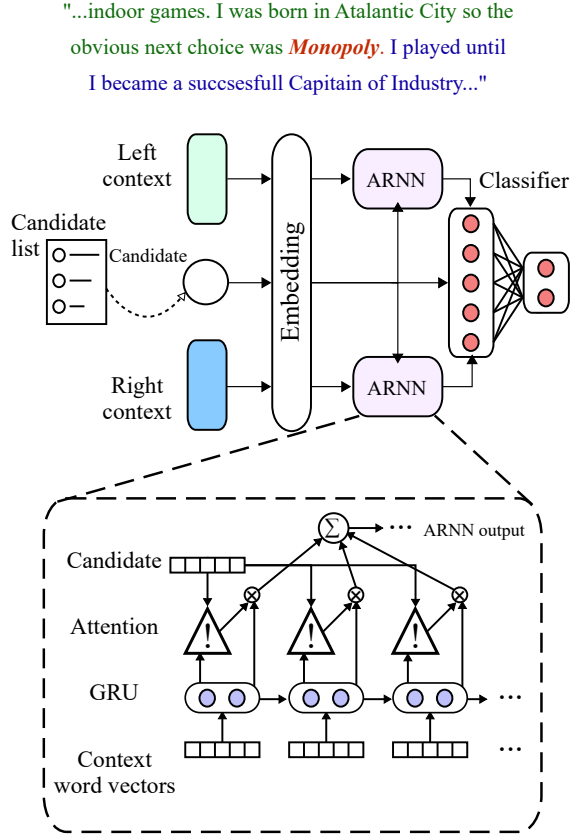 "...indoor games. I was born in Atalantic City so the
obvious next choice was Monopoly. I played until
I became a succsesfull Capitain of Industry..."
Left
context
ARNN
Classifier
Candidate
list
Candidate
Embedding
Right
context
ARNN
Σ
... ARNN output
Candidate
Attention
! ! !
GRU
...
Context
word vectors
...